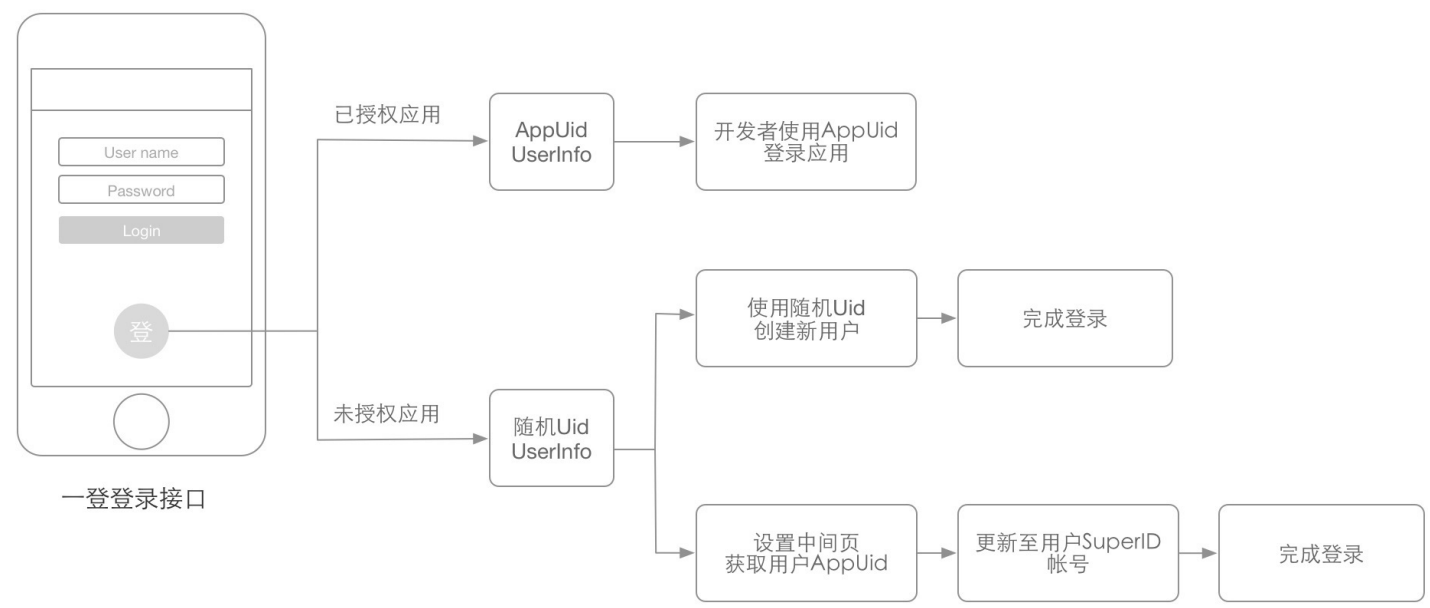 User name
Password
Login
登
一登登录接口
已授权应用
AppUid
UserInfo
开发者使用AppUid
登录应用
未授权应用
随机Uid
UserInfo
使用随机Uid
创建新用户
完成登录
设置中间页
获取用户AppUid
更新至用户SuperID
帐号
完成登录